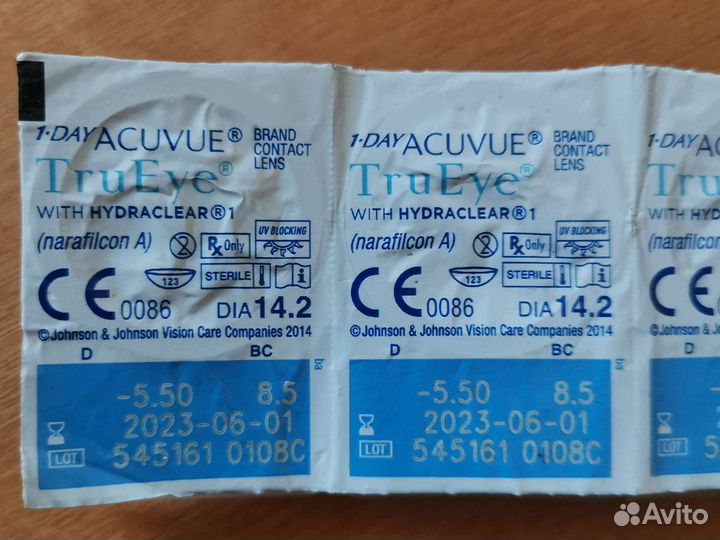 1·DAY ACUVUE® BRAND CONTACT LENS
TruEye®
WITH HYDRACLEAR®1
(narafilcon A) Rx Only UV BLOCKING
123 STERILE i
CE 0086 DIA 14.2
©Johnson & Johnson Vision Care Companies 2014
D BC
ba
-5.50 8.5
2023-06-01
LOT 545161 0108C
1·DAY ACUVUE® BRAND CONTACT LENS
TruEye®
WITH HYDRACLEAR®1
(narafilcon A) Rx Only UV BLOCKING
123 STERILE i
CE 0086 DIA 14.2
©Johnson & Johnson Vision Care Companies 2014
D BC
ba
-5.50 8.5
2023-06-01
LOT 545161 0108C
1·DAY
Tru
WITH
(narafilcon
©Johnson
D
LOT
Avito